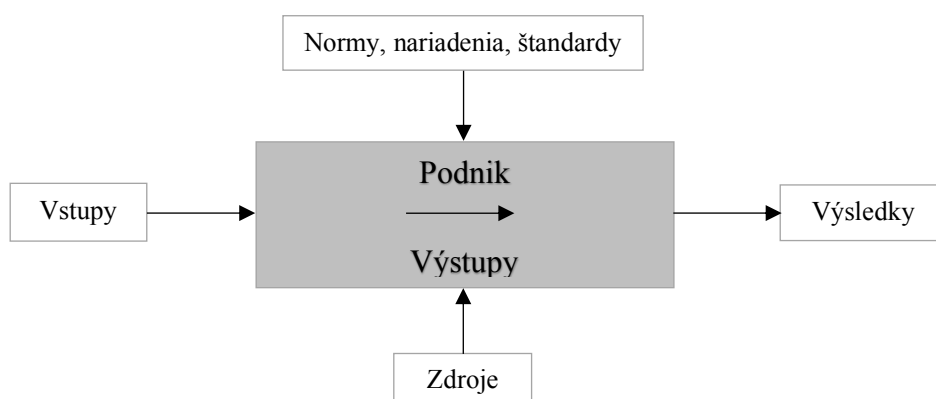 Normy, nariadenia, štandardy
Podnik
Vstupy
Výsledky
Výstupy
Zdroje